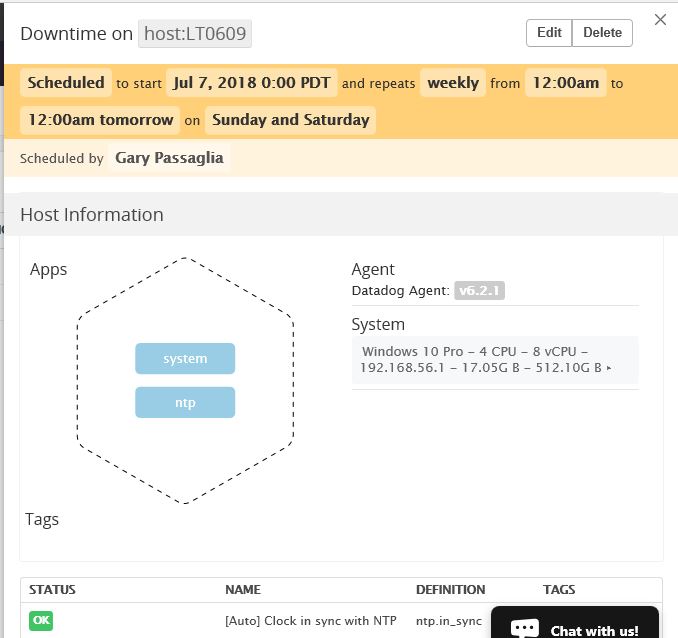 Downtime on host:LT0609
Edit Delete
Scheduled to start Jul 7, 2018 0:00 PDT and repeats weekly from 12:00am to
12:00am tomorrow on Sunday and Saturday
Scheduled by Gary Passaglia
Host Information
Apps
system
ntp
Tags
Agent
Datadog Agent: v6.2.1
System
Windows 10 Pro – 4 CPU – 8 vCPU –
192.168.56.1 – 17.05G B – 512.10G B ▸
STATUS NAME DEFINITION TAGS
OK [Auto] Clock in sync with NTP ntp.in_sync
Chat with us!